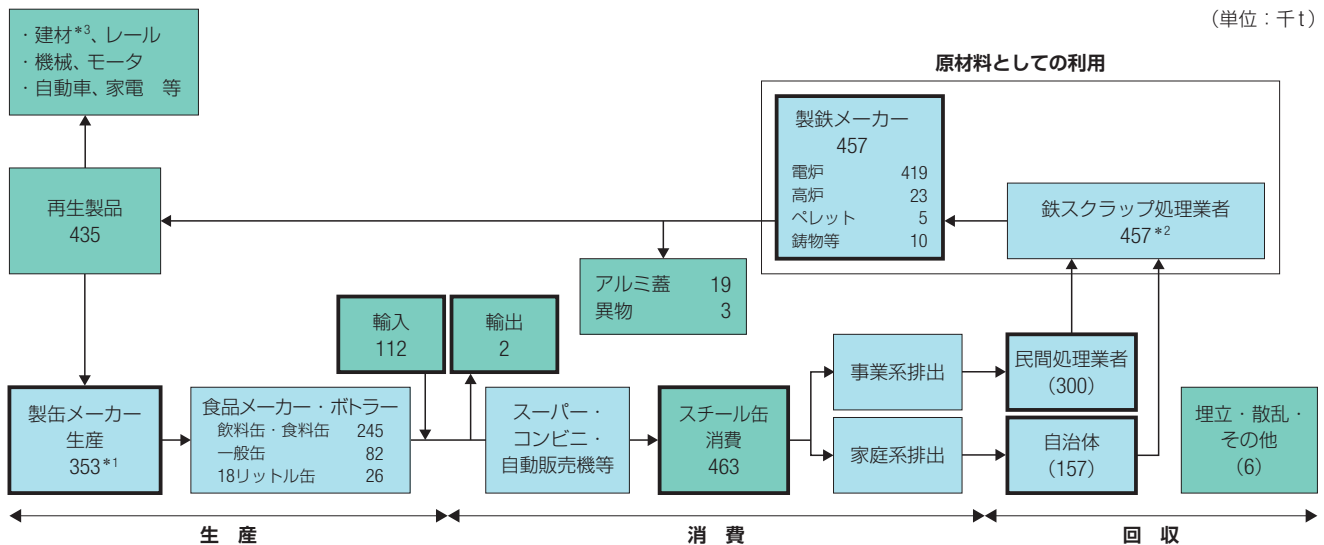 （単位：千t）
・建材*3、レール
・機械、モータ
・自動車、家電　等
原材料としての利用
製鉄メーカー
457
電炉 419
高炉 23
ペレット 5
鋳物等 10
鉄スクラップ処理業者
457*2
再生製品
435
アルミ蓋 19
異物 3
輸入
112
輸出
2
製缶メーカー
生産
353*1
食品メーカー・ボトラー
飲料缶・食料缶 245
一般缶 82
18リットル缶 26
スーパー・
コンビニ・
自動販売機等
スチール缶
消費
463
事業系排出
家庭系排出
民間処理業者
(300)
自治体
(157)
埋立・散乱・
その他
(6)
生　産
消　費
回　収